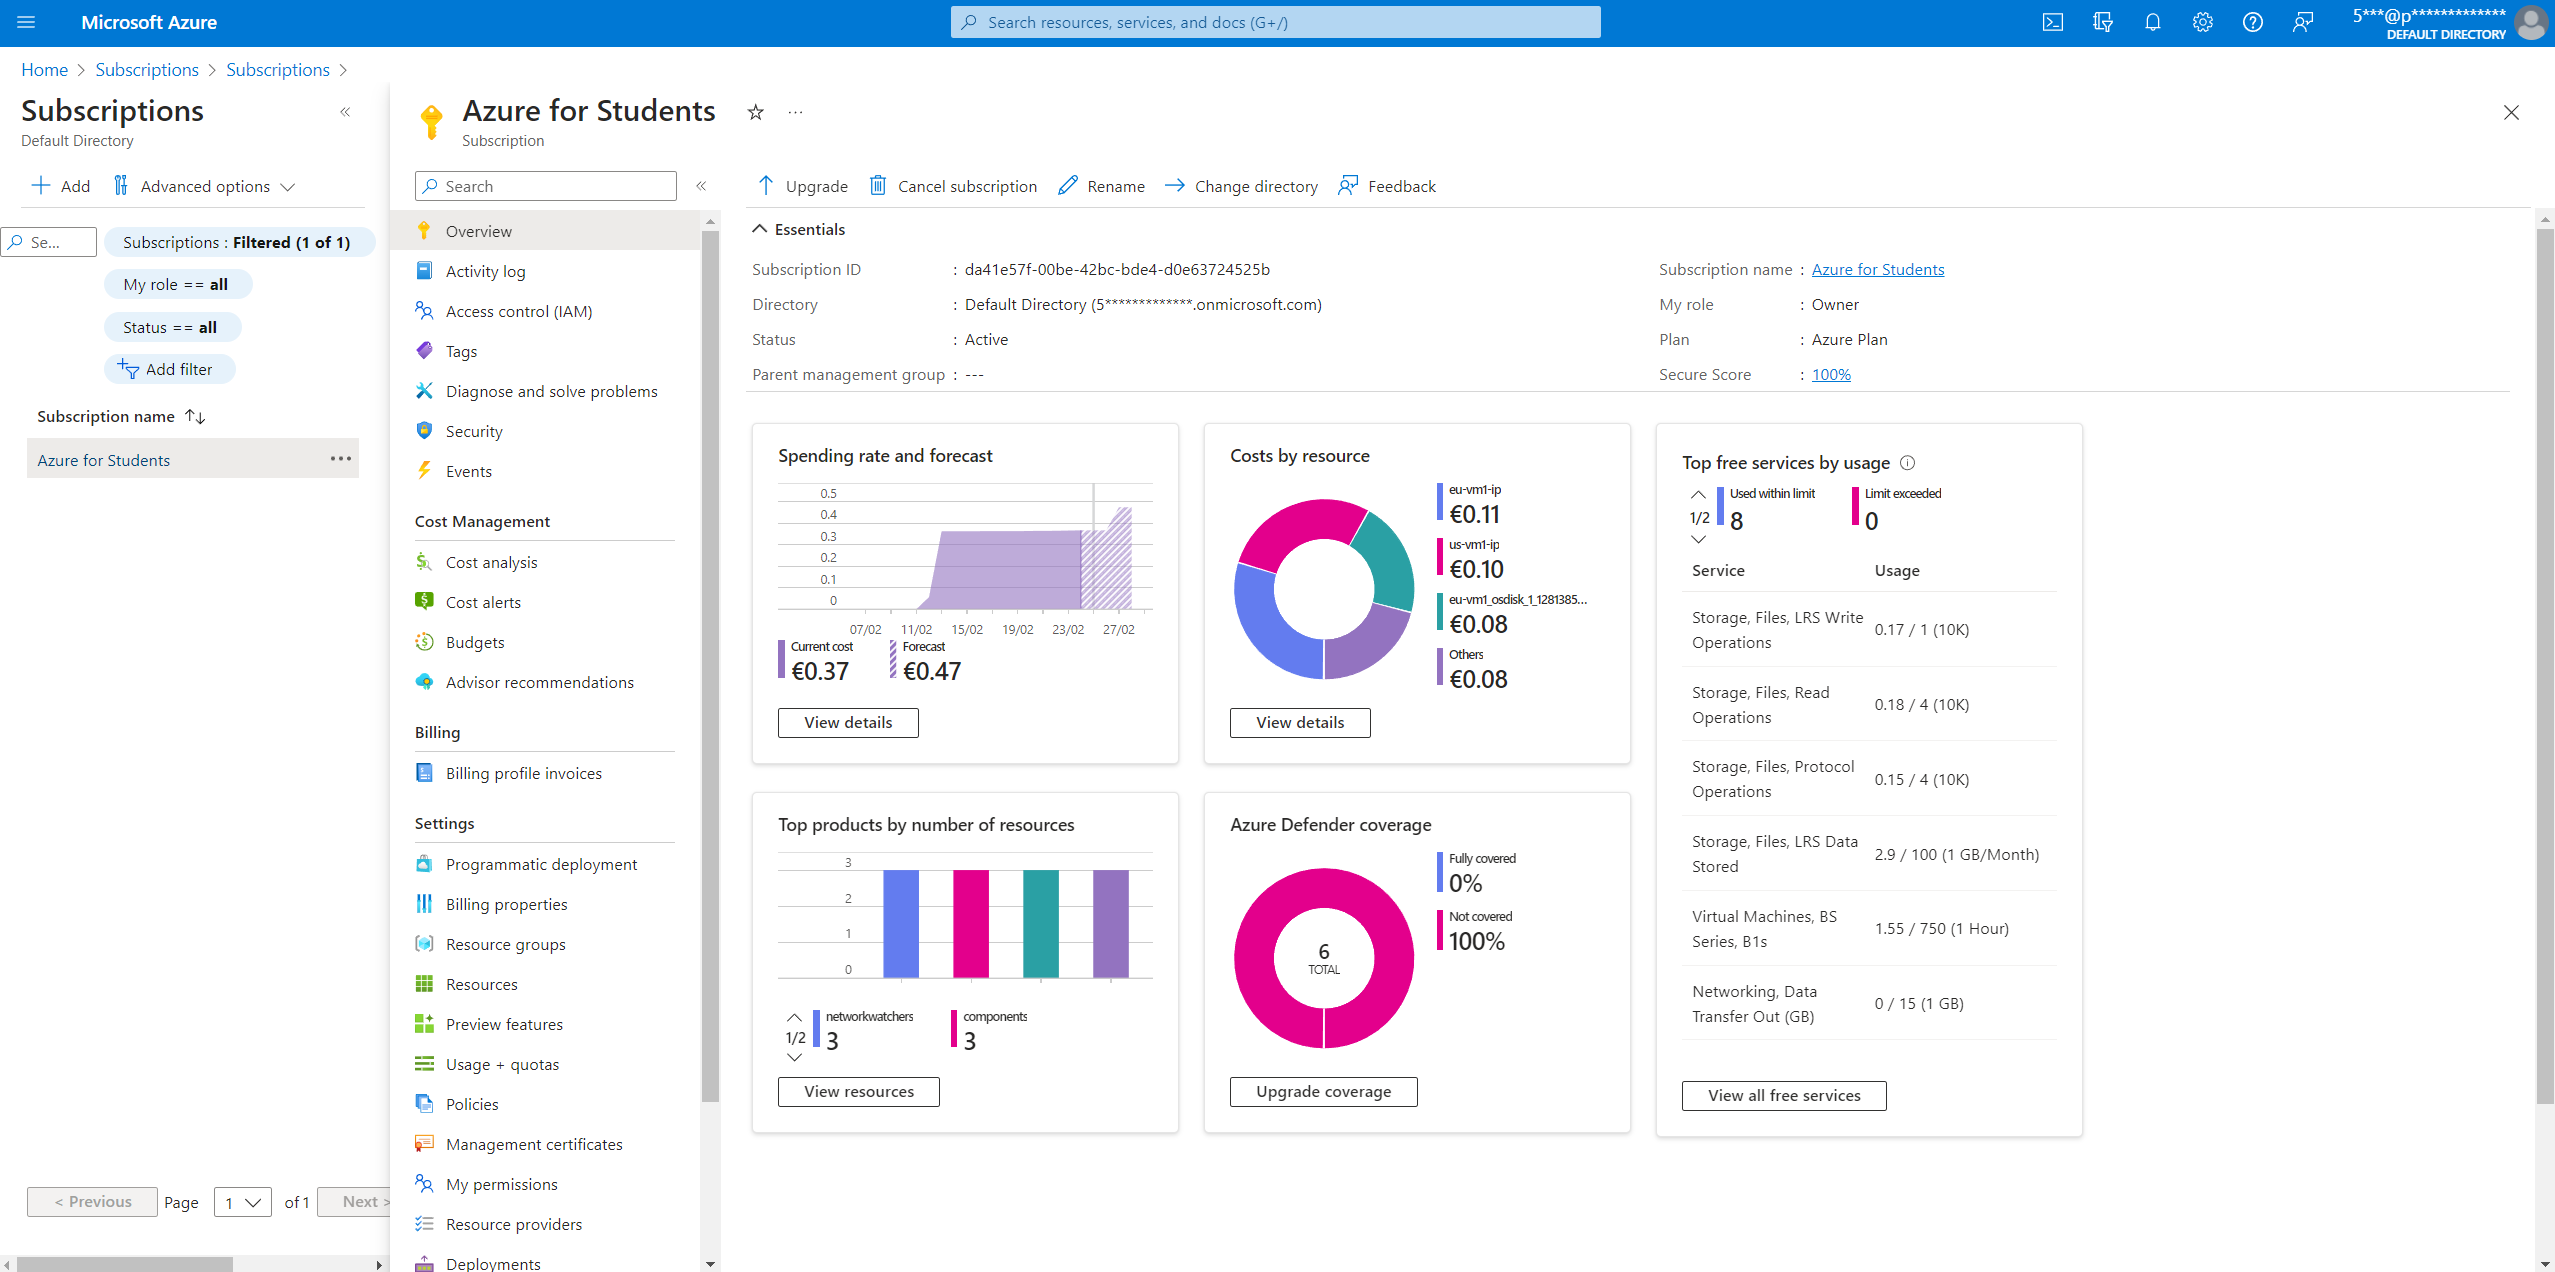 Microsoft Azure
Search resources, services, and docs (G+/)
5***@p*************
DEFAULT DIRECTORY
Home > Subscriptions > Subscriptions >
Subscriptions
Default Directory
Add
Advanced options
Se...
Subscriptions : Filtered (1 of 1)
My role == all
Status == all
Add filter
Subscription name
Azure for Students
< Previous
Page
1
of 1
Next >
Azure for Students
Subscription
Search
Overview
Activity log
Access control (IAM)
Tags
Diagnose and solve problems
Security
Events
Cost Management
Cost analysis
Cost alerts
Budgets
Advisor recommendations
Billing
Billing profile invoices
Settings
Programmatic deployment
Billing properties
Resource groups
Resources
Preview features
Usage + quotas
Policies
Management certificates
My permissions
Resource providers
Deployments
Upgrade
Cancel subscription
Rename
Change directory
Feedback
Essentials
Subscription ID : da41e57f-00be-42bc-bde4-d0e63724525b
Directory : Default Directory (5*************.onmicrosoft.com)
Status : Active
Parent management group : ---
Subscription name : Azure for Students
My role : Owner
Plan : Azure Plan
Secure Score : 100%
Spending rate and forecast
0.5
0.4
0.3
0.2
0.1
0
07/02 11/02 15/02 19/02 23/02 27/02
Current cost
€0.37
Forecast
€0.47
View details
Costs by resource
eu-vm1-ip
€0.11
us-vm1-ip
€0.10
eu-vm1_osdisk_1_1281385...
€0.08
Others
€0.08
View details
Top free services by usage
1/2
Used within limit
8
Limit exceeded
0
Service Usage
Storage, Files, LRS Write
Operations
0.17 / 1 (10K)
Storage, Files, Read
Operations
0.18 / 4 (10K)
Storage, Files, Protocol
Operations
0.15 / 4 (10K)
Storage, Files, LRS Data
Stored
2.9 / 100 (1 GB/Month)
Virtual Machines, BS
Series, B1s
1.55 / 750 (1 Hour)
Networking, Data
Transfer Out (GB)
0 / 15 (1 GB)
View all free services
Top products by number of resources
3
2
1
0
1/2
networkwatchers
3
components
3
View resources
Azure Defender coverage
6
TOTAL
Fully covered
0%
Not covered
100%
Upgrade coverage